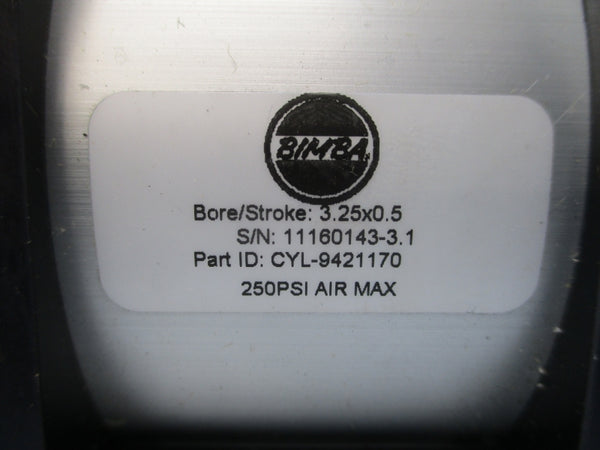 BIMBA
Bore/Stroke: 3.25x0.5
S/N: 11160143-3.1
Part ID: CYL-9421170
250PSI AIR MAX